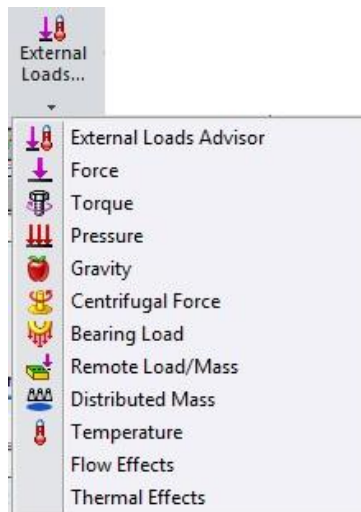 External
Loads...
External Loads Advisor
Force
Torque
Pressure
Gravity
Centrifugal Force
Bearing Load
Remote Load/Mass
Distributed Mass
Temperature
Flow Effects
Thermal Effects